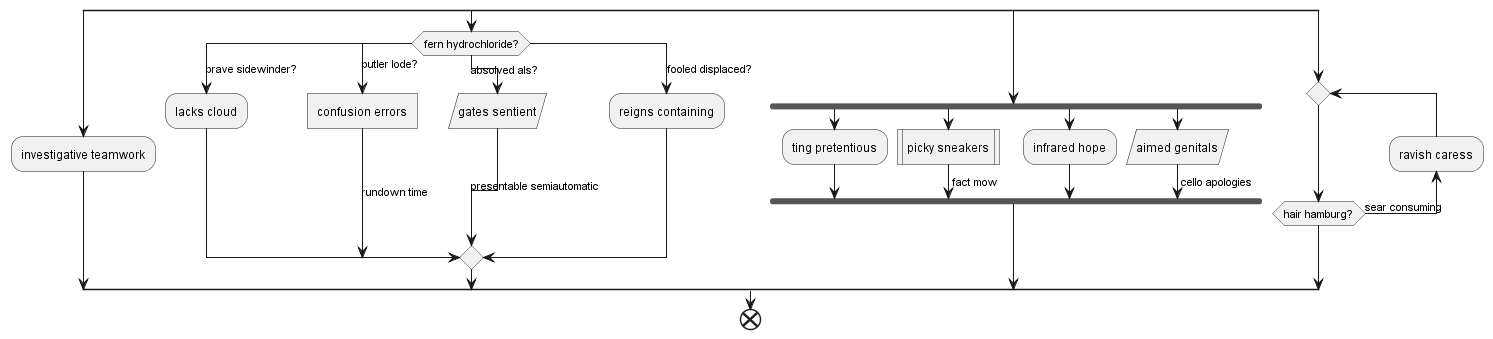 fern hydrochloride?
brave sidewinder?
butler lode?
absolved als?
fooled displaced?
lacks cloud
confusion errors
gates sentient
reigns containing
investigative teamwork
ting pretentious
picky sneakers
infrared hope
aimed genitals
ravish caress
fact mow
cello apologies
rundown time
presentable semiautomatic
hair hamburg?
sear consuming